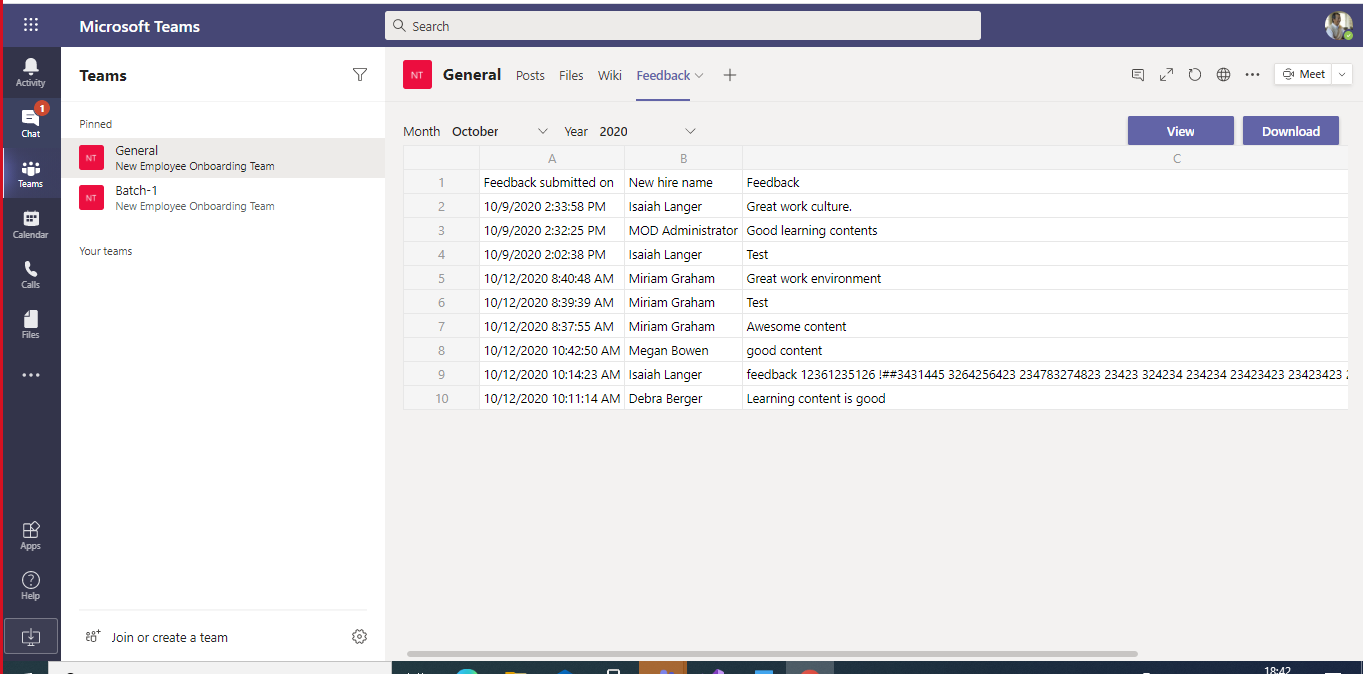 Microsoft Teams
Search
Activity
1
Chat
Teams
Calendar
Calls
Files
Apps
Help
Teams
Pinned
NT General
New Employee Onboarding Team
NT Batch-1
New Employee Onboarding Team
Your teams
Join or create a team
NT General Posts Files Wiki Feedback Meet
Month October Year 2020 View Download
A B C
1 Feedback submitted on New hire name Feedback
2 10/9/2020 2:33:58 PM Isaiah Langer Great work culture.
3 10/9/2020 2:32:25 PM MOD Administrator Good learning contents
4 10/9/2020 2:02:38 PM Isaiah Langer Test
5 10/12/2020 8:40:48 AM Miriam Graham Great work environment
6 10/12/2020 8:39:39 AM Miriam Graham Test
7 10/12/2020 8:37:55 AM Miriam Graham Awesome content
8 10/12/2020 10:42:50 AM Megan Bowen good content
9 10/12/2020 10:14:23 AM Isaiah Langer feedback 12361235126 !##3431445 3264256423 234783274823 23423 324234 234234 23423423 23423423
10 10/12/2020 10:11:14 AM Debra Berger Learning content is good
18:42